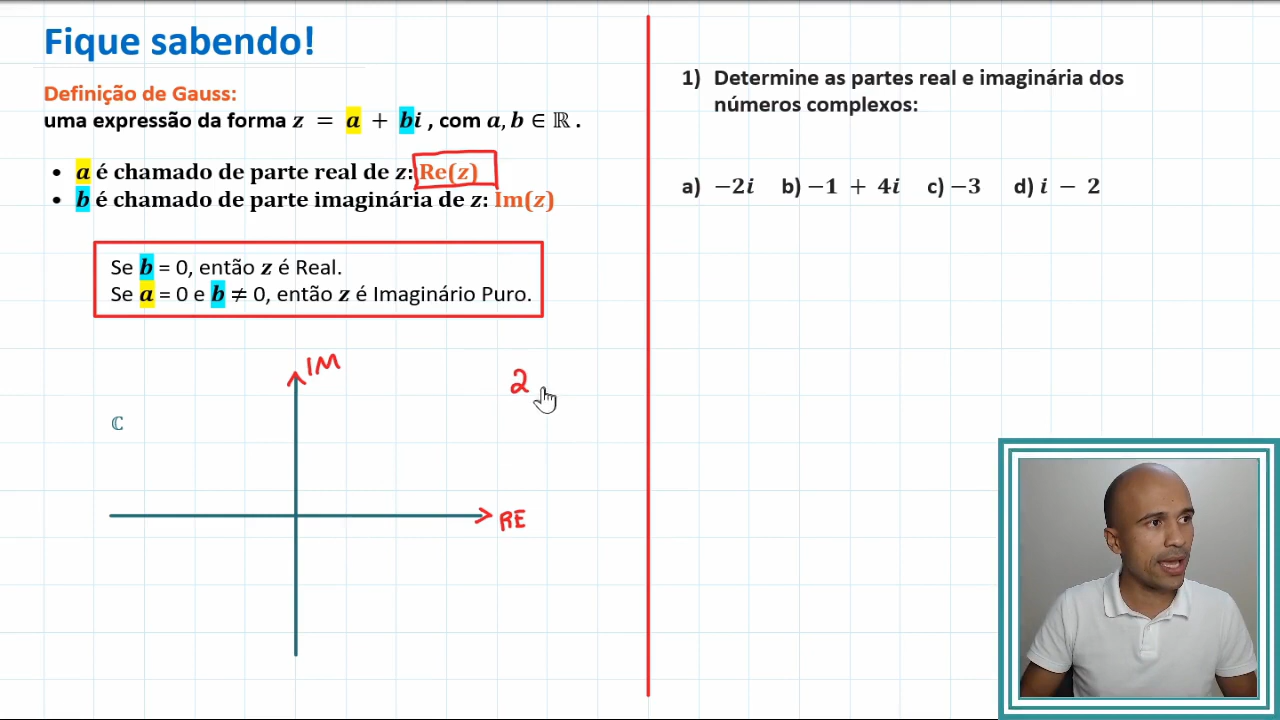 Fique sabendo!
Definição de Gauss:
uma expressão da forma z = a + bi , com a, b ∈ ℝ .
• a é chamado de parte real de z: Re(z)
• b é chamado de parte imaginária de z: Im(z)
Se b = 0, então z é Real.
Se a = 0 e b ≠ 0, então z é Imaginário Puro.
IM
2
ℂ
RE
1) Determine as partes real e imaginária dos
números complexos:
a) −2i b) −1 + 4i c) −3 d) i − 2